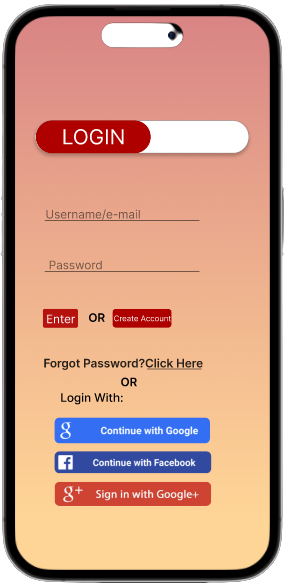 LOGIN
Username/e-mail
Password
Enter OR Create Account
Forgot Password?Click Here
OR
Login With:
g Continue with Google
f Continue with Facebook
g+ Sign in with Google+